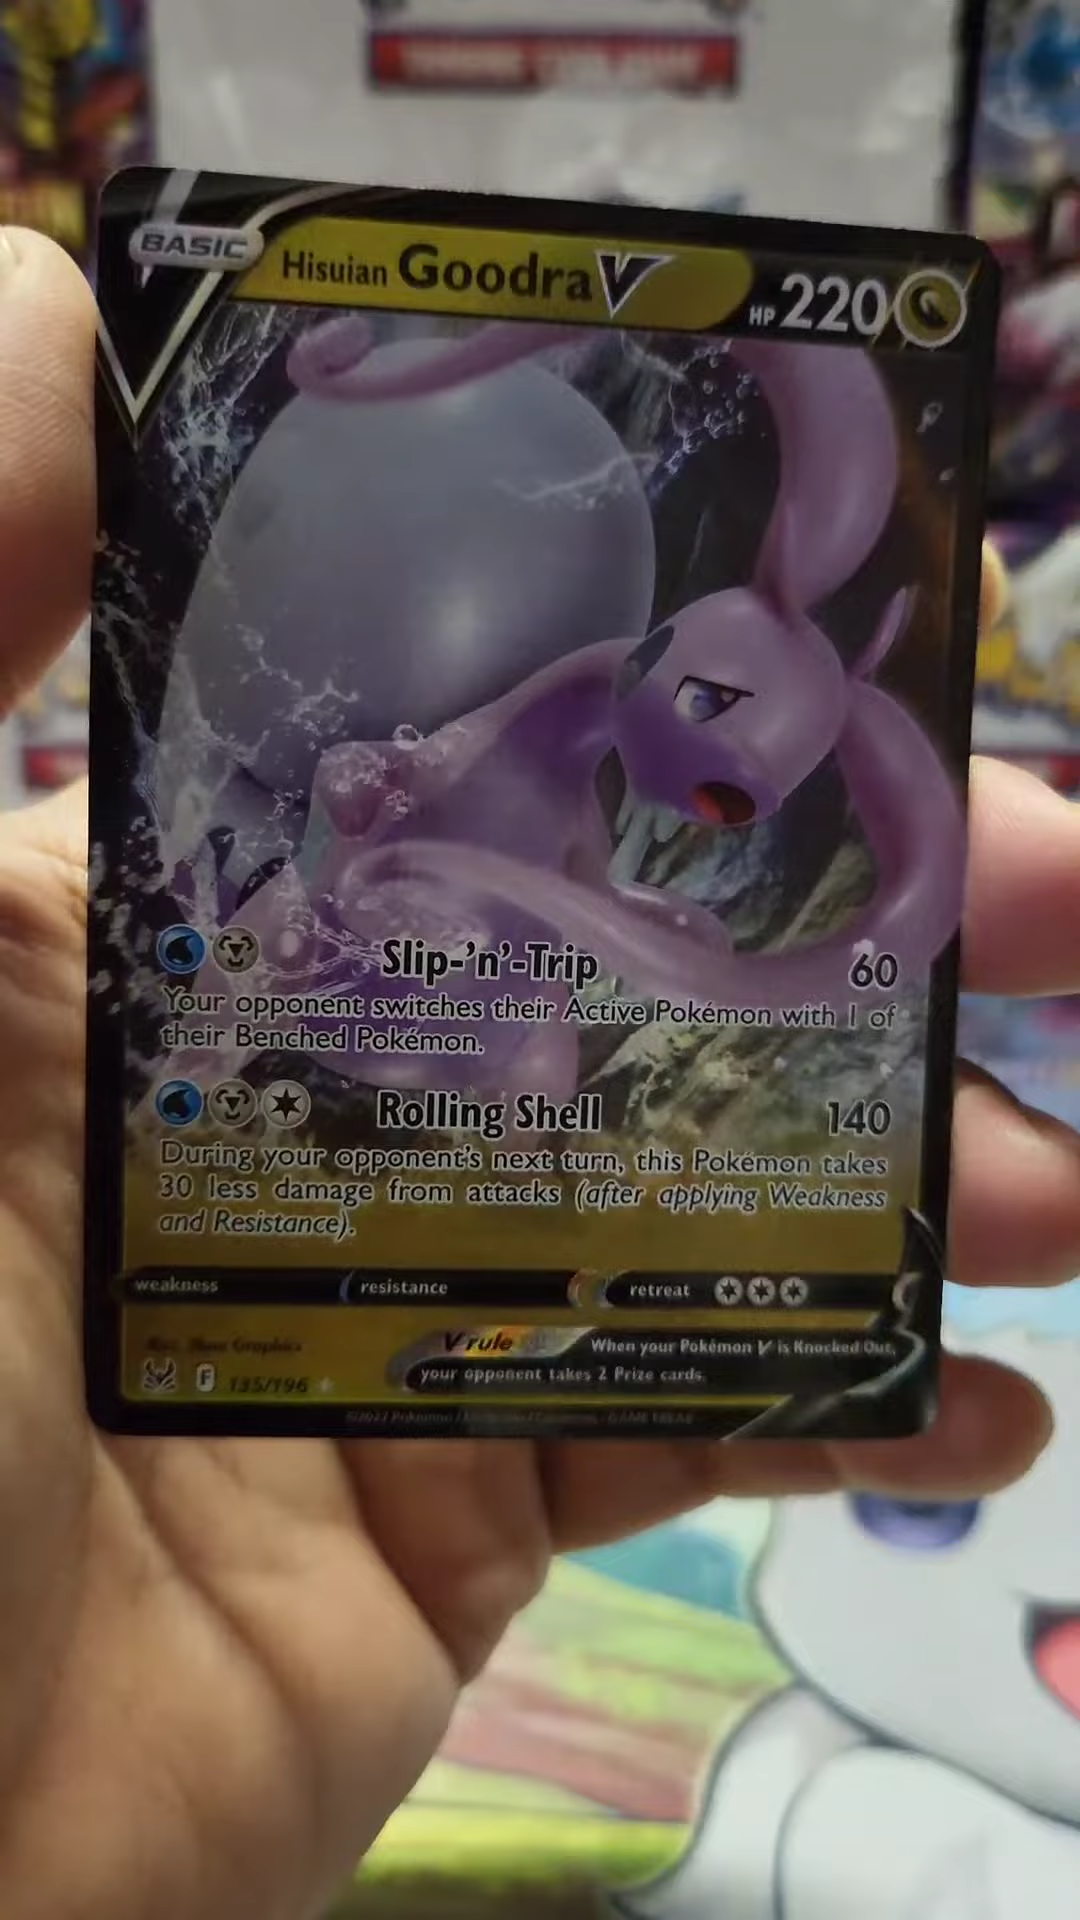 BASIC
Hisuian Goodra V
HP 220
Slip-'n'-Trip 60
Your opponent switches their Active Pokémon with 1 of
their Benched Pokémon.
Rolling Shell 140
During your opponent's next turn, this Pokémon takes
30 less damage from attacks (after applying Weakness
and Resistance).
weakness resistance retreat
V rule When your Pokémon V is Knocked Out,
your opponent takes 2 Prize cards.
F 135/196